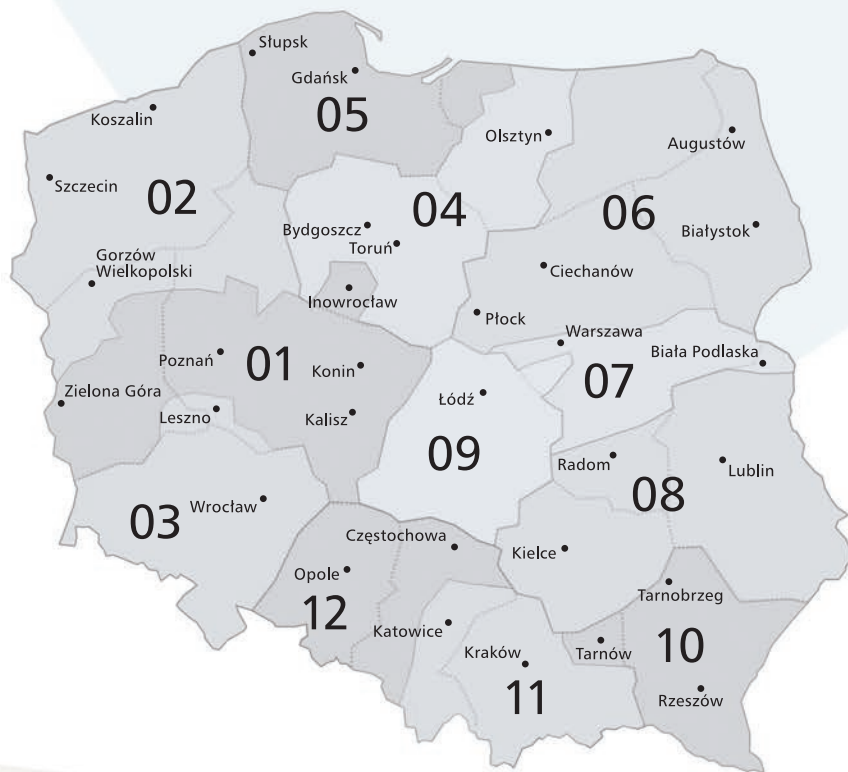 Słupsk
Gdańsk
05
Koszalin
Olsztyn
Augustów
Szczecin
02
04
06
Bydgoszcz
Toruń
Białystok
Gorzów
Wielkopolski
Ciechanów
Inowrocław
Płock
Warszawa
Poznań
01
Konin
Biała Podlaska
07
Zielona Góra
Łódź
Leszno
Kalisz
09
Radom
Lublin
08
Wrocław
03
Częstochowa
Kielce
Opole
12
Tarnobrzeg
Katowice
Kraków
Tarnów
10
11
Rzeszów